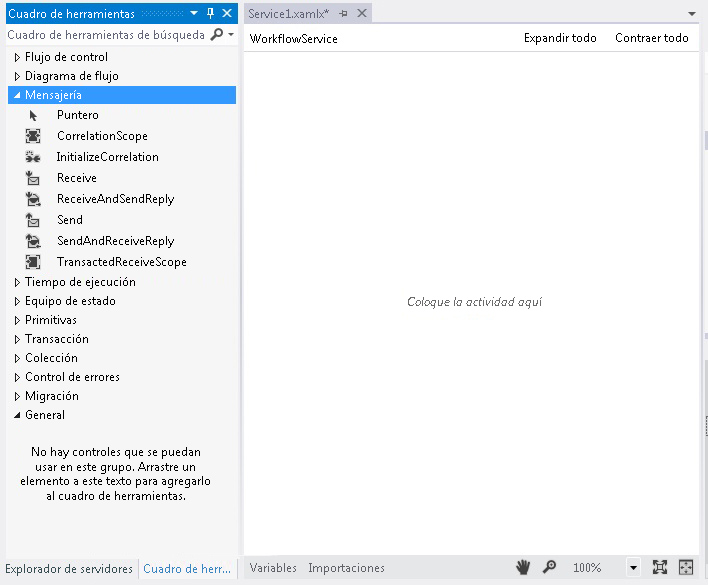 Cuadro de herramientas
Cuadro de herramientas de búsqueda
Flujo de control
Diagrama de flujo
Mensajería
Puntero
CorrelationScope
InitializeCorrelation
Receive
ReceiveAndSendReply
Send
SendAndReceiveReply
TransactedReceiveScope
Tiempo de ejecución
Equipo de estado
Primitivas
Transacción
Colección
Control de errores
Migración
General
No hay controles que se puedan
usar en este grupo. Arrastre un
elemento a este texto para agregarlo
al cuadro de herramientas.
Explorador de servidores
Cuadro de herr...
Service1.xamlx*
WorkflowService
Expandir todo
Contraer todo
Coloque la actividad aquí
Variables
Importaciones
100%